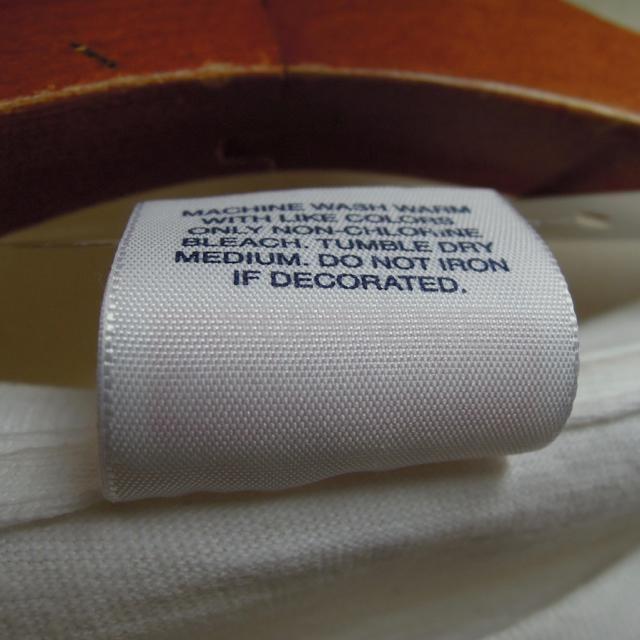 MACHINE WASH WARM
WITH LIKE COLORS.
ONLY NON-CHLORINE
BLEACH. TUMBLE DRY
MEDIUM. DO NOT IRON
IF DECORATED.